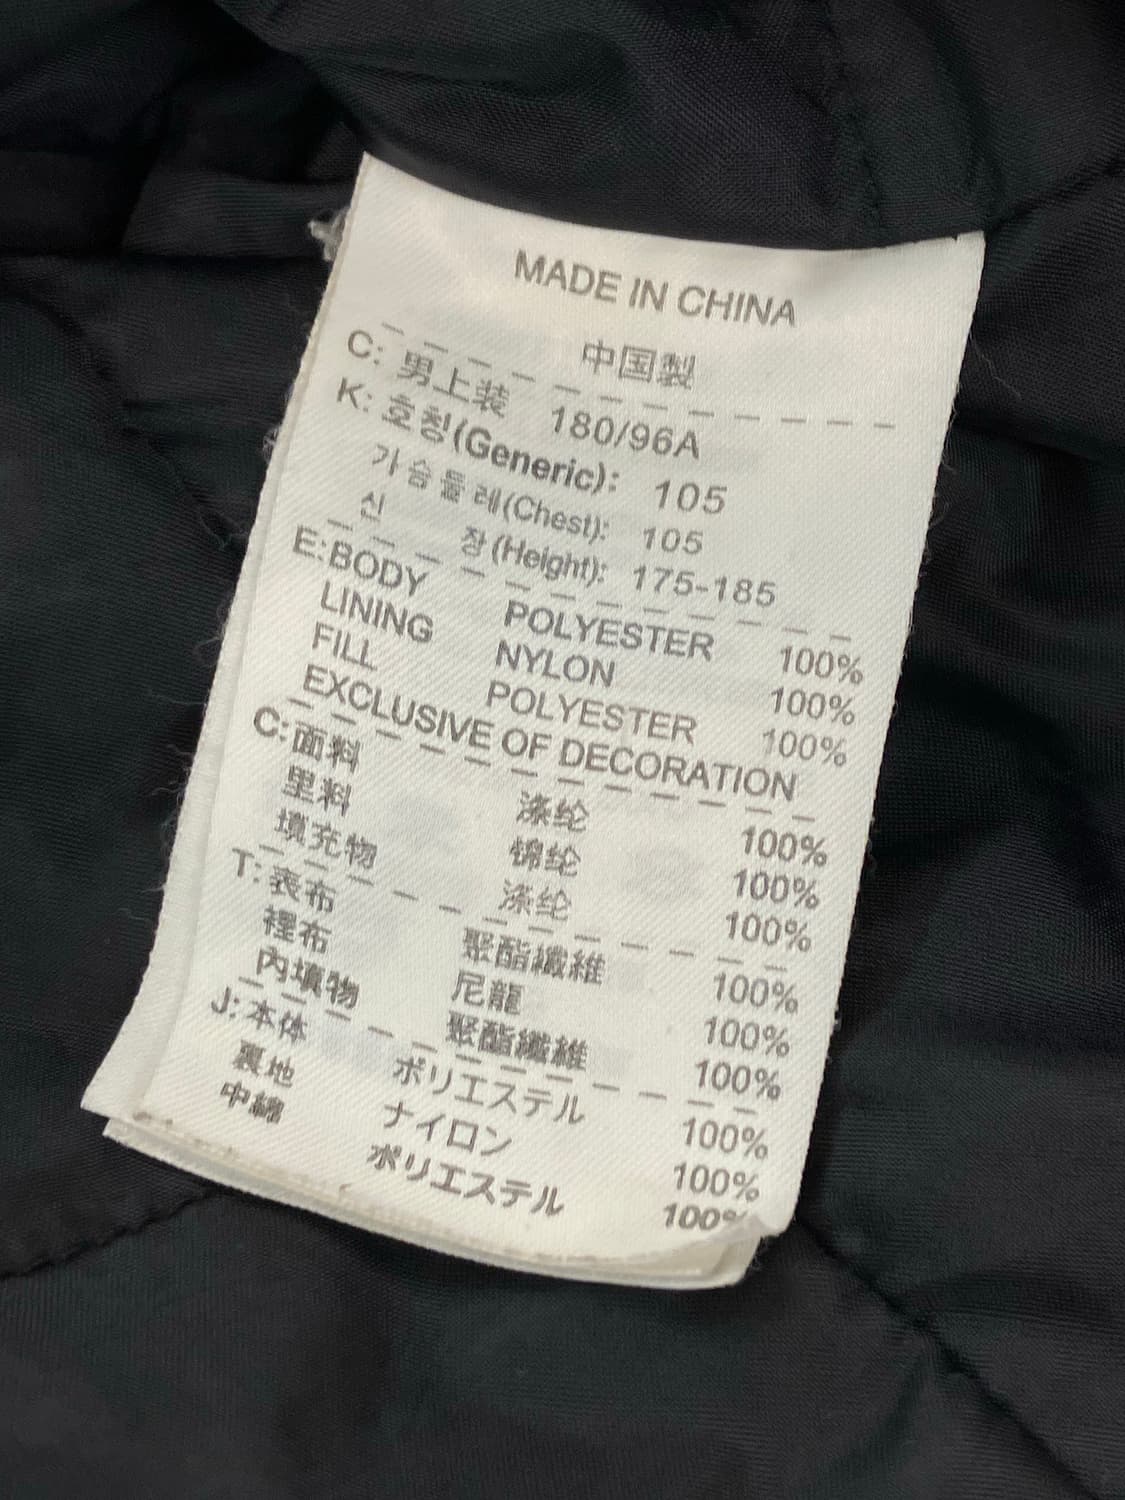 MADE IN CHINA
中国製
C: 男上装 180/96A
K: 호칭(Generic): 105
가슴둘레(Chest): 105
신 장(Height): 175-185
E: BODY POLYESTER 100%
LINING NYLON 100%
FILL POLYESTER 100%
EXCLUSIVE OF DECORATION
C: 面料 涤纶 100%
里料 锦纶 100%
填充物 涤纶 100%
T: 表布 聚酯纖維 100%
裡布 尼龍 100%
內填物 聚酯纖維 100%
J: 本体 ポリエステル 100%
裏地 ナイロン 100%
中綿 ポリエステル 100%